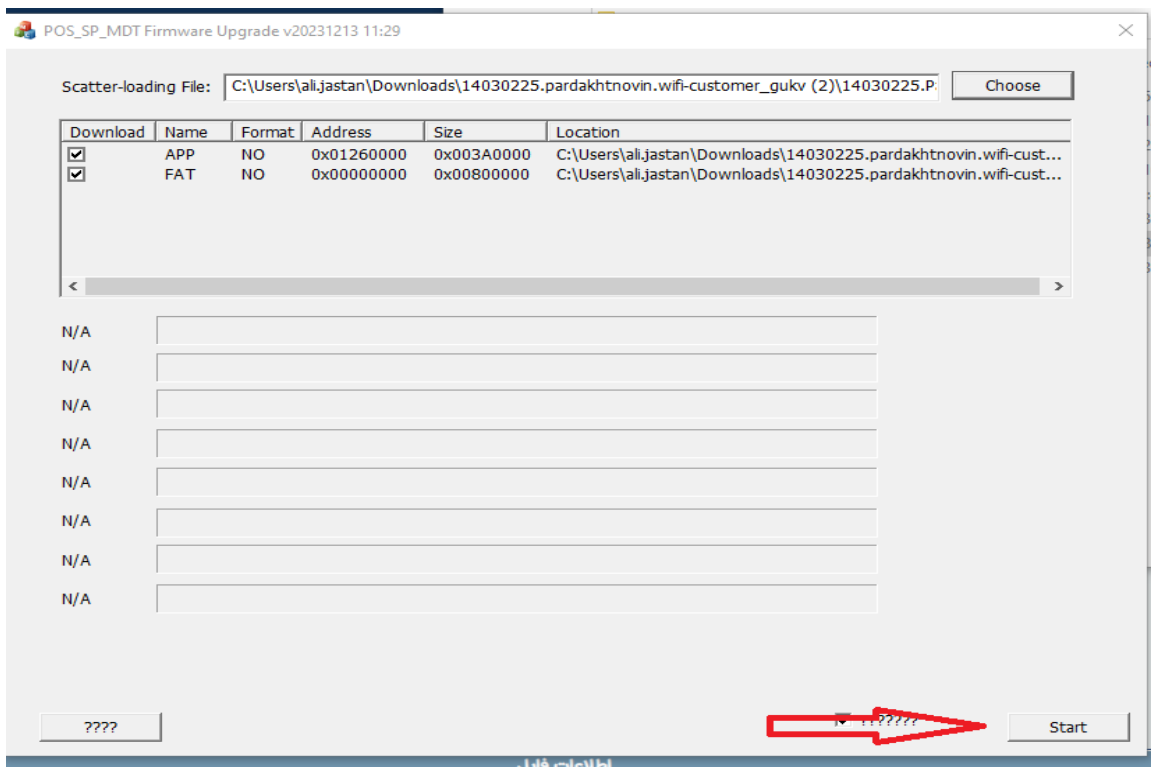 POS_SP_MDT Firmware Upgrade v20231213 11:29
Scatter-loading File: C:\Users\ali.jastan\Downloads\14030225.pardakhtnovin.wifi-customer_gukv (2)\14030225.P Choose
Download Name Format Address Size Location
APP NO 0x01260000 0x003A0000 C:\Users\ali.jastan\Downloads\14030225.pardakhtnovin.wifi-cust...
FAT NO 0x00000000 0x00800000 C:\Users\ali.jastan\Downloads\14030225.pardakhtnovin.wifi-cust...
N/A
N/A
N/A
N/A
N/A
N/A
N/A
N/A
???? ??????? Start
اطلاعات فایل